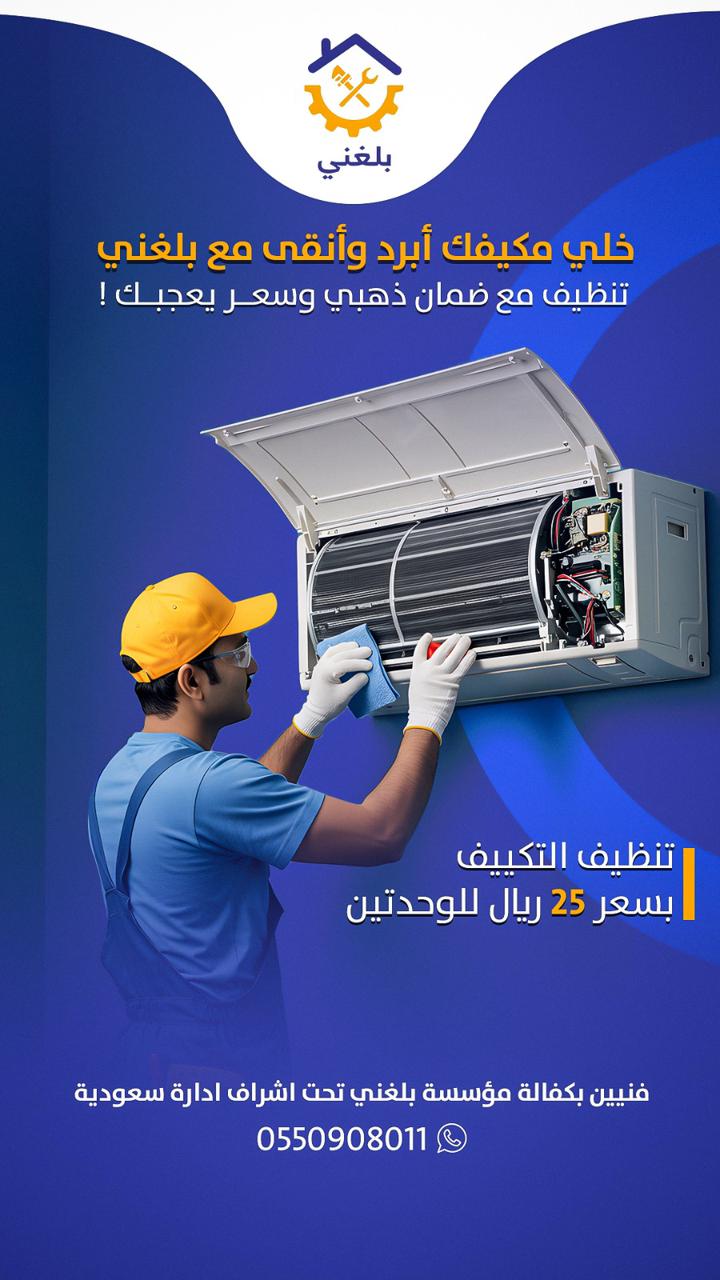 بلغني
خلي مكيفك أبرد وأنقى مع بلغني
تنظيف مع ضمان ذهبي وسعـر يعجبـك !
تنظيف التكييف
بسعر 25 ريال للوحدتين
فنيين بكفالة مؤسسة بلغني تحت اشراف ادارة سعودية
0550908011